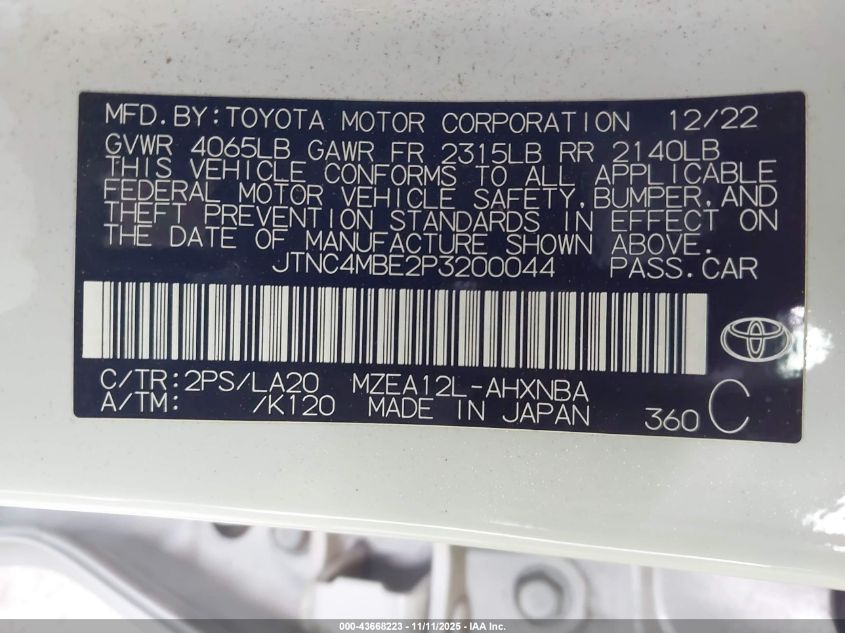 MFD.BY:TOYOTA MOTOR CORPORATION 12/22
GVWR 4065LB GAWR FR 2315LB RR 2140LB
THIS VEHICLE CONFORMS TO ALL APPLICABLE
FEDERAL MOTOR VEHICLE SAFETY,BUMPER,AND
THEFT PREVENTION STANDARDS IN EFFECT ON
THE DATE OF MANUFACTURE SHOWN ABOVE.
JTNC4MBE2P3200044 PASS.CAR
C/TR:2PS/LA20 MZEA12L-AHXNBA
A/TM: /K120 MADE IN JAPAN 360 C
000-43668223 - 11/11/2025 - IAA Inc.